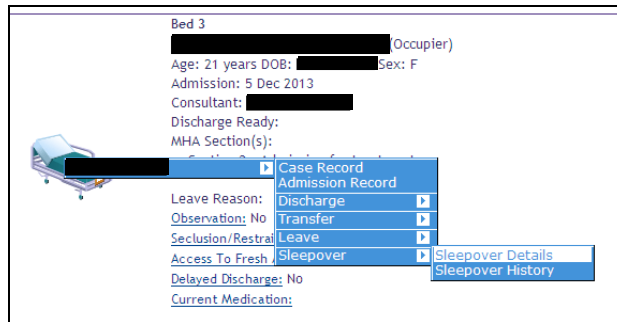 Bed 3
(Occupier)
Age: 21 years DOB: Sex: F
Admission: 5 Dec 2013
Consultant:
Discharge Ready:
MHA Section(s):
Case Record
Admission Record
Leave Reason:
Discharge
Observation: No
Transfer
Leave
Access To Fresh
Sleepover
Sleepover Details
Sleepover History
Delayed Discharge: No
Current Medication: